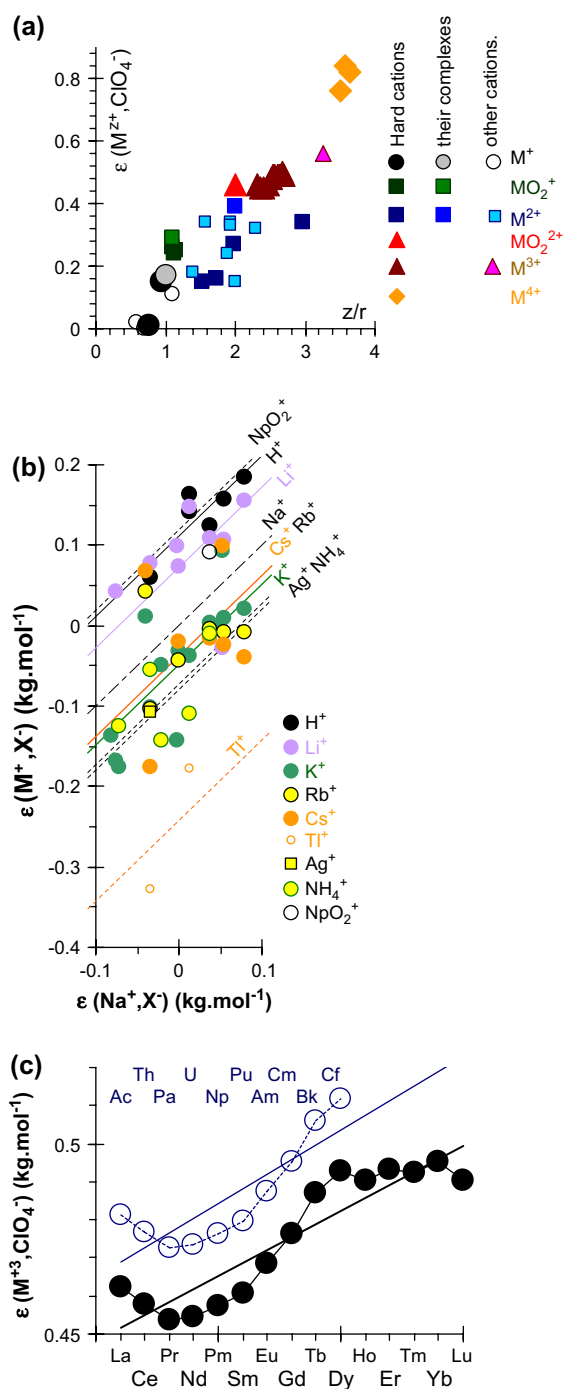 (a)
ε (M^z+,ClO4^-)
0.8
0.6
0.4
0.2
0
0 1 2 3 4
z/r
Hard cations
their complexes
other cations.
M^+
MO2^+
M^2+
MO2^2+
M^3+
M^4+
(b)
NpO2^+
H^+
Li^+
Na^+
Rb^+
Cs^+
K^+
Ag^+ NH4^+
Tl^+
0.2
0.1
0
-0.1
-0.2
-0.3
-0.4
ε (M^+,X^-) (kg.mol^-1)
H^+
Li^+
K^+
Rb^+
Cs^+
Tl^+
Ag^+
NH4^+
NpO2^+
-0.1 0 0.1
ε (Na^+,X^-) (kg.mol^-1)
(c)
Th U Pu Cm Cf
Ac Pa Np Am Bk
0.5
0.45
ε (M^+3,ClO4^-) (kg.mol^-1)
La Pr Pm Eu Tb Ho Tm Lu
Ce Nd Sm Gd Dy Er Yb